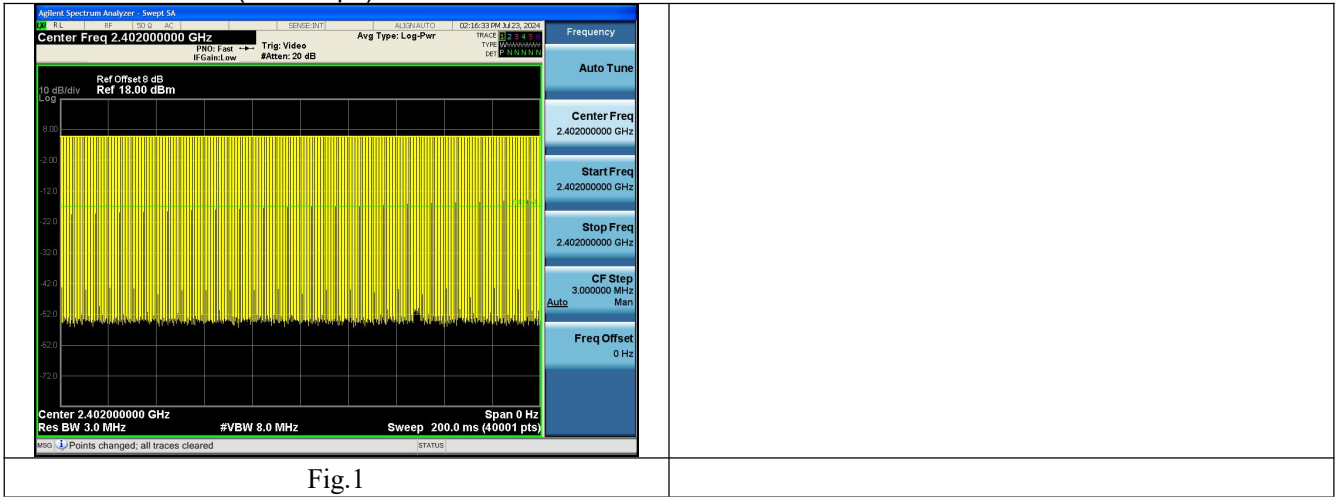 Agilent Spectrum Analyzer - Swept SA
RL RF 50 Ω AC SENSE:INT ALIGNAUTO 02:16:33 PM Jul 23, 2024
Center Freq 2.402000000 GHz
Avg Type: Log-Pwr
TRACE 1 2 3 4 5 6
TYPE
DET P N N N N N
PNO: Fast
IFGain:Low
Trig: Video
#Atten: 20 dB
Ref Offset 8 dB
10 dB/div Ref 18.00 dBm
Log
8.00
-2.00
-12.0
-22.0
-32.0
-42.0
-52.0
-62.0
-72.0
Center 2.402000000 GHz Span 0 Hz
Res BW 3.0 MHz #VBW 8.0 MHz Sweep 200.0 ms (40001 pts)
MSG Points changed; all traces cleared STATUS
Frequency
Auto Tune
Center Freq
2.402000000 GHz
Start Freq
2.402000000 GHz
Stop Freq
2.402000000 GHz
CF Step
3.000000 MHz
Auto Man
Freq Offset
0 Hz
Fig.1